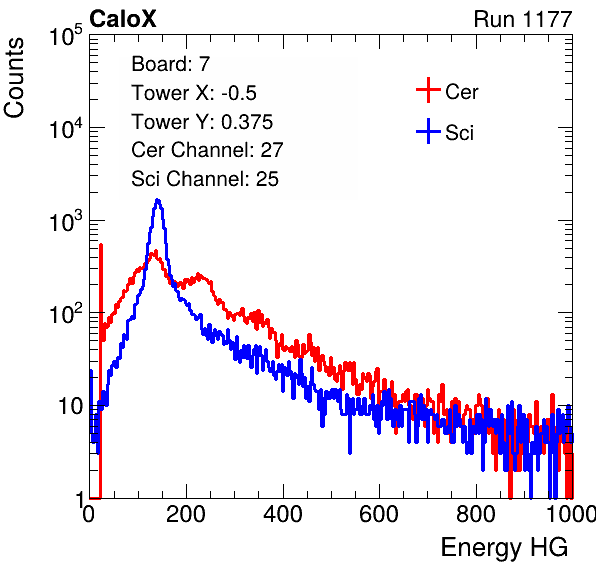 CaloX Run 1177
Counts
Board: 7
Tower X: -0.5
Tower Y: 0.375
Cer Channel: 27
Sci Channel: 25
Cer
Sci
10^5
10^4
10^3
10^2
10
1
0 200 400 600 800 1000
Energy HG